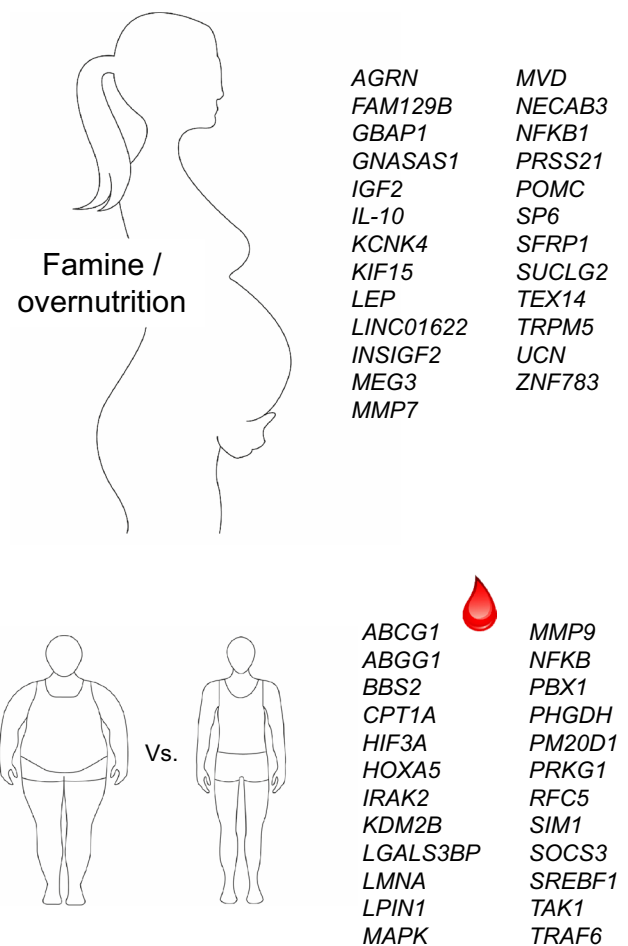 Famine /
overnutrition
AGRN
FAM129B
GBAP1
GNASAS1
IGF2
IL-10
KCNK4
KIF15
LEP
LINC01622
INSIGF2
MEG3
MMP7
MVD
NECAB3
NFKB1
PRSS21
POMC
SP6
SFRP1
SUCLG2
TEX14
TRPM5
UCN
ZNF783
Vs.
ABCG1
ABGG1
BBS2
CPT1A
HIF3A
HOXA5
IRAK2
KDM2B
LGALS3BP
LMNA
LPIN1
MAPK
MMP9
NFKB
PBX1
PHGDH
PM20D1
PRKG1
RFC5
SIM1
SOCS3
SREBF1
TAK1
TRAF6